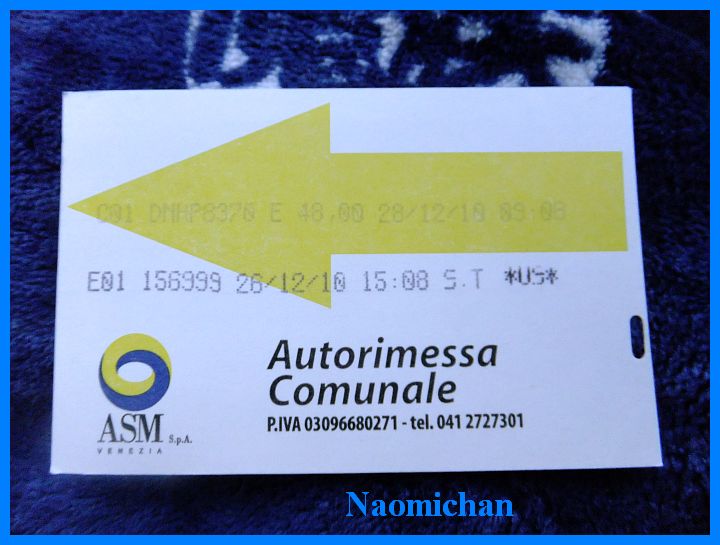 C01 DMHP8370 E 48,00 28/12/10 09:08
E01 156999 26/12/10 15:08 S.T *US*
Autorimessa
Comunale
P.IVA 03096680271 - tel. 041 2727301
ASM S.p.A.
VENEZIA
Naomichan